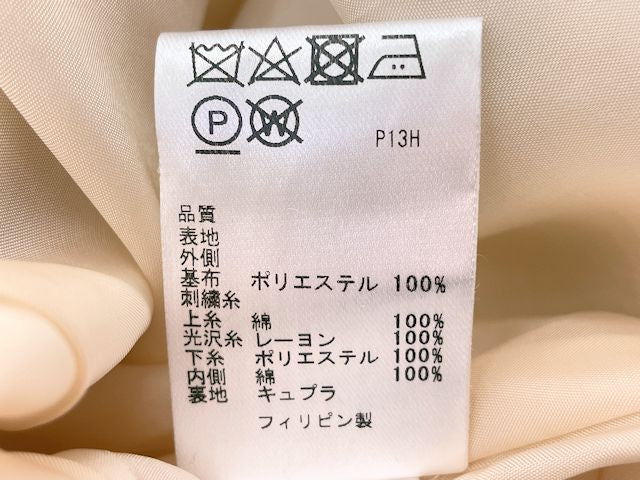 P W
P13H
品質
表地
外側
基布 ポリエステル 100%
刺繍糸
上糸 綿 100%
光沢糸 レーヨン 100%
下糸 ポリエステル 100%
内側 綿 100%
裏地 キュプラ
フィリピン製